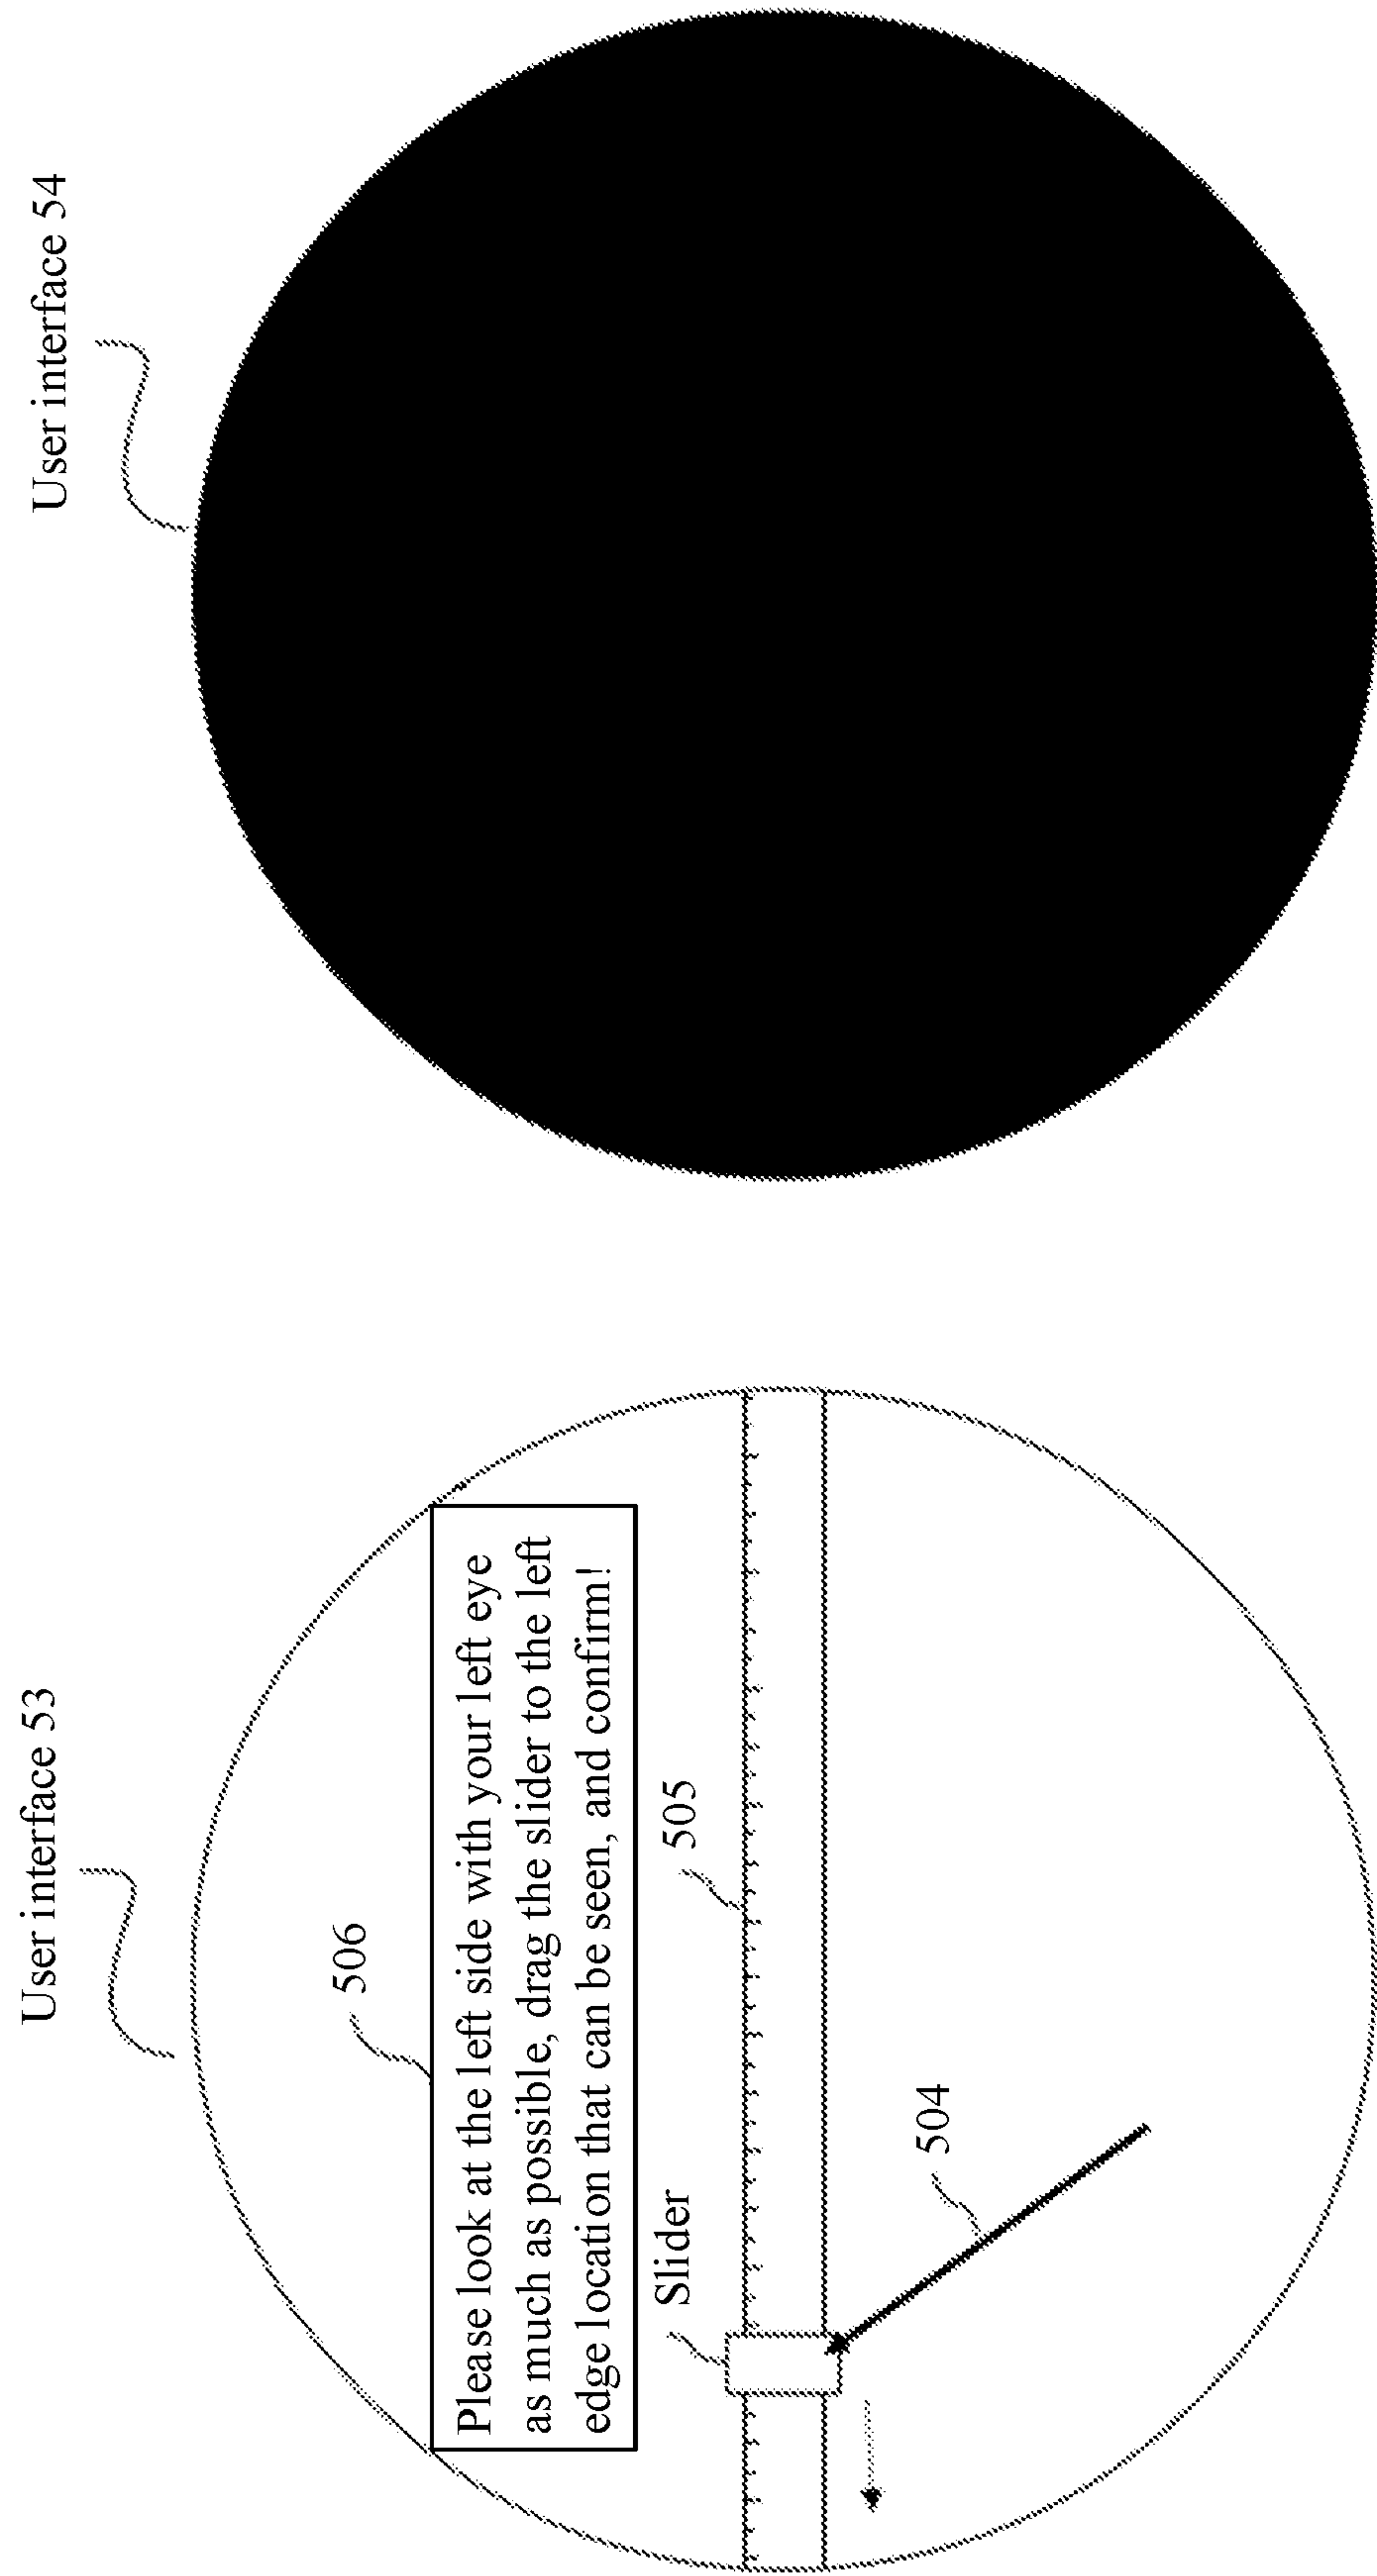 User interface 53
User interface 54
506
Please look at the left side with your left eye
as much as possible, drag the slider to the left
edge location that can be seen, and confirm!
Slider
505
504